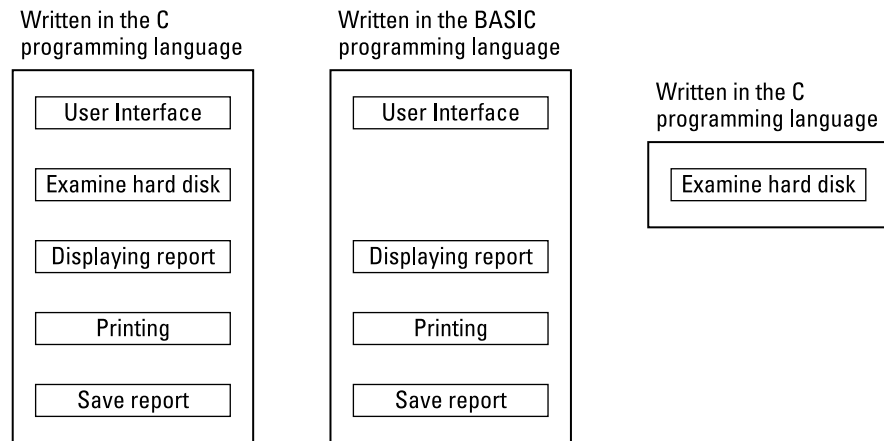 Written in the C
programming language
User Interface
Examine hard disk
Displaying report
Printing
Save report
Written in the BASIC
programming language
User Interface
Displaying report
Printing
Save report
Written in the C
programming language
Examine hard disk